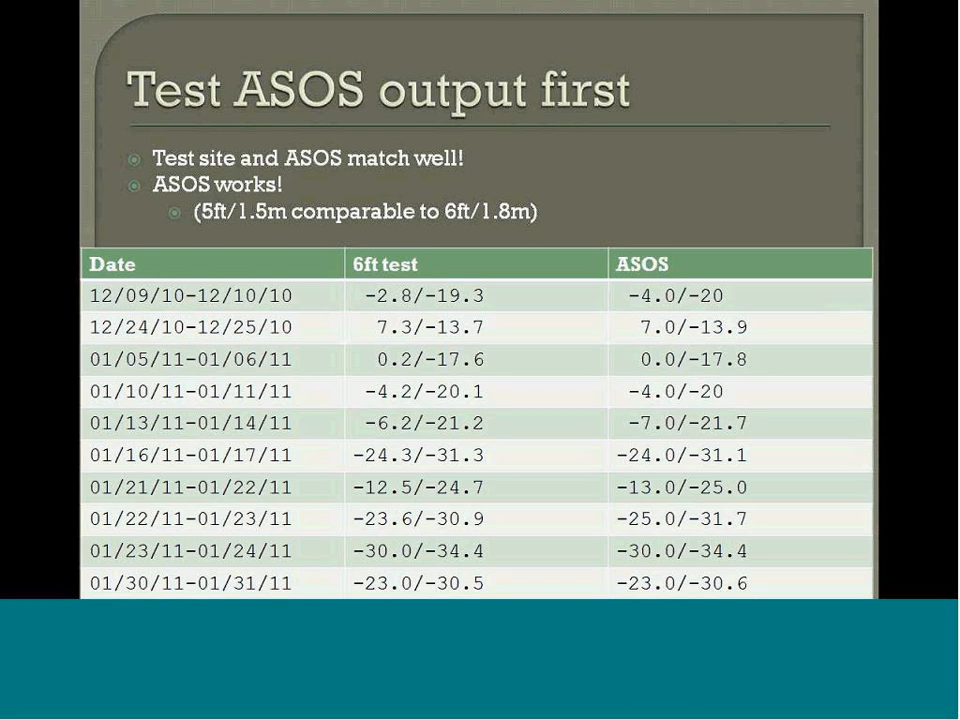 Test ASOS output first
Test site and ASOS match well!
ASOS works!
(5ft/1.5m comparable to 6ft/1.8m)
Date 6ft test ASOS
12/09/10-12/10/10 -2.8/-19.3 -4.0/-20
12/24/10-12/25/10 7.3/-13.7 7.0/-13.9
01/05/11-01/06/11 0.2/-17.6 0.0/-17.8
01/10/11-01/11/11 -4.2/-20.1 -4.0/-20
01/13/11-01/14/11 -6.2/-21.2 -7.0/-21.7
01/16/11-01/17/11 -24.3/-31.3 -24.0/-31.1
01/21/11-01/22/11 -12.5/-24.7 -13.0/-25.0
01/22/11-01/23/11 -23.6/-30.9 -25.0/-31.7
01/23/11-01/24/11 -30.0/-34.4 -30.0/-34.4
01/30/11-01/31/11 -23.0/-30.5 -23.0/-30.6